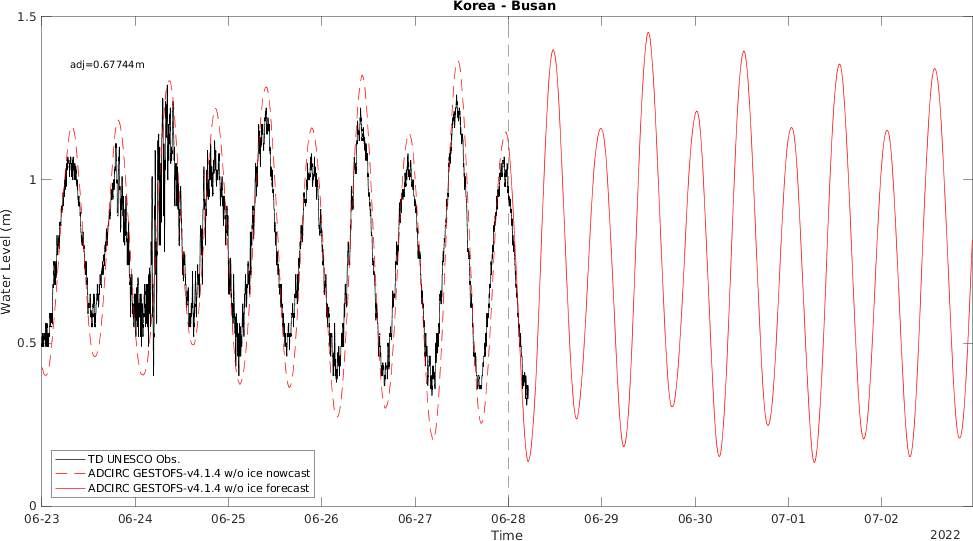 Korea - Busan
1.5
adj=0.67744m
1
Water Level (m)
0.5
TD UNESCO Obs.
ADCIRC GESTOFS-v4.1.4 w/o ice nowcast
ADCIRC GESTOFS-v4.1.4 w/o ice forecast
0
06-23 06-24 06-25 06-26 06-27 06-28 06-29 06-30 07-01 07-02
Time
2022